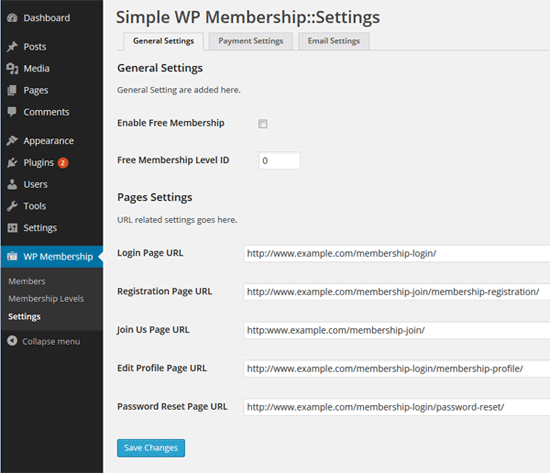 Dashboard
Posts
Media
Pages
Comments
Appearance
Plugins 2
Users
Tools
Settings
WP Membership
Members
Membership Levels
Settings
Collapse menu
Simple WP Membership::Settings
General Settings Payment Settings Email Settings
General Settings
General Setting are added here.
Enable Free Membership
Free Membership Level ID 0
Pages Settings
URL related settings goes here.
Login Page URL http://www.example.com/membership-login/
Registration Page URL http://www.example.com/membership-join/membership-registration/
Join Us Page URL http:www.example.com/membership-join/
Edit Profile Page URL http://www.example.com/membership-login/membership-profile/
Password Reset Page URL http://www.example.com/membership-login/password-reset/
Save Changes